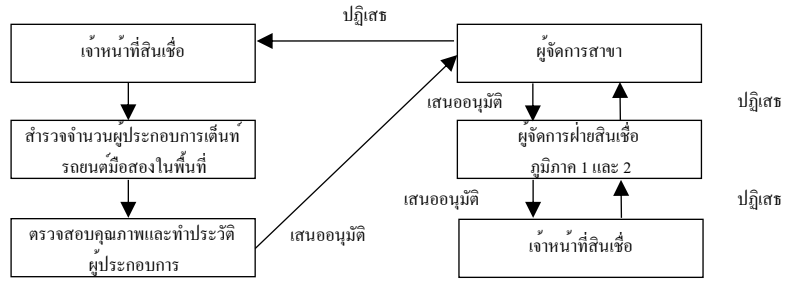 ปฏิเสธ
เจ้าหน้าที่สินเชื่อ
ผู้จัดการสาขา
เสนออนุมัติ
ปฏิเสธ
สำรวจจำนวนผู้ประกอบการเต็นท์
รถยนต์มือสองในพื้นที่
ผู้จัดการฝ่ายสินเชื่อ
ภูมิภาค 1 และ 2
เสนออนุมัติ
ปฏิเสธ
ตรวจสอบคุณภาพและทำประวัติ
ผู้ประกอบการ
เสนออนุมัติ
เจ้าหน้าที่สินเชื่อ